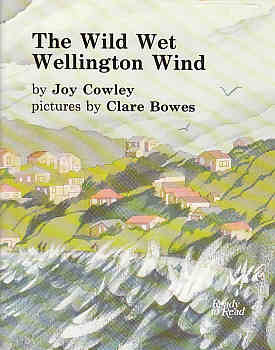 The Wild Wet
Wellington Wind
by Joy Cowley
pictures by Clare Bowes
Ready
to Read